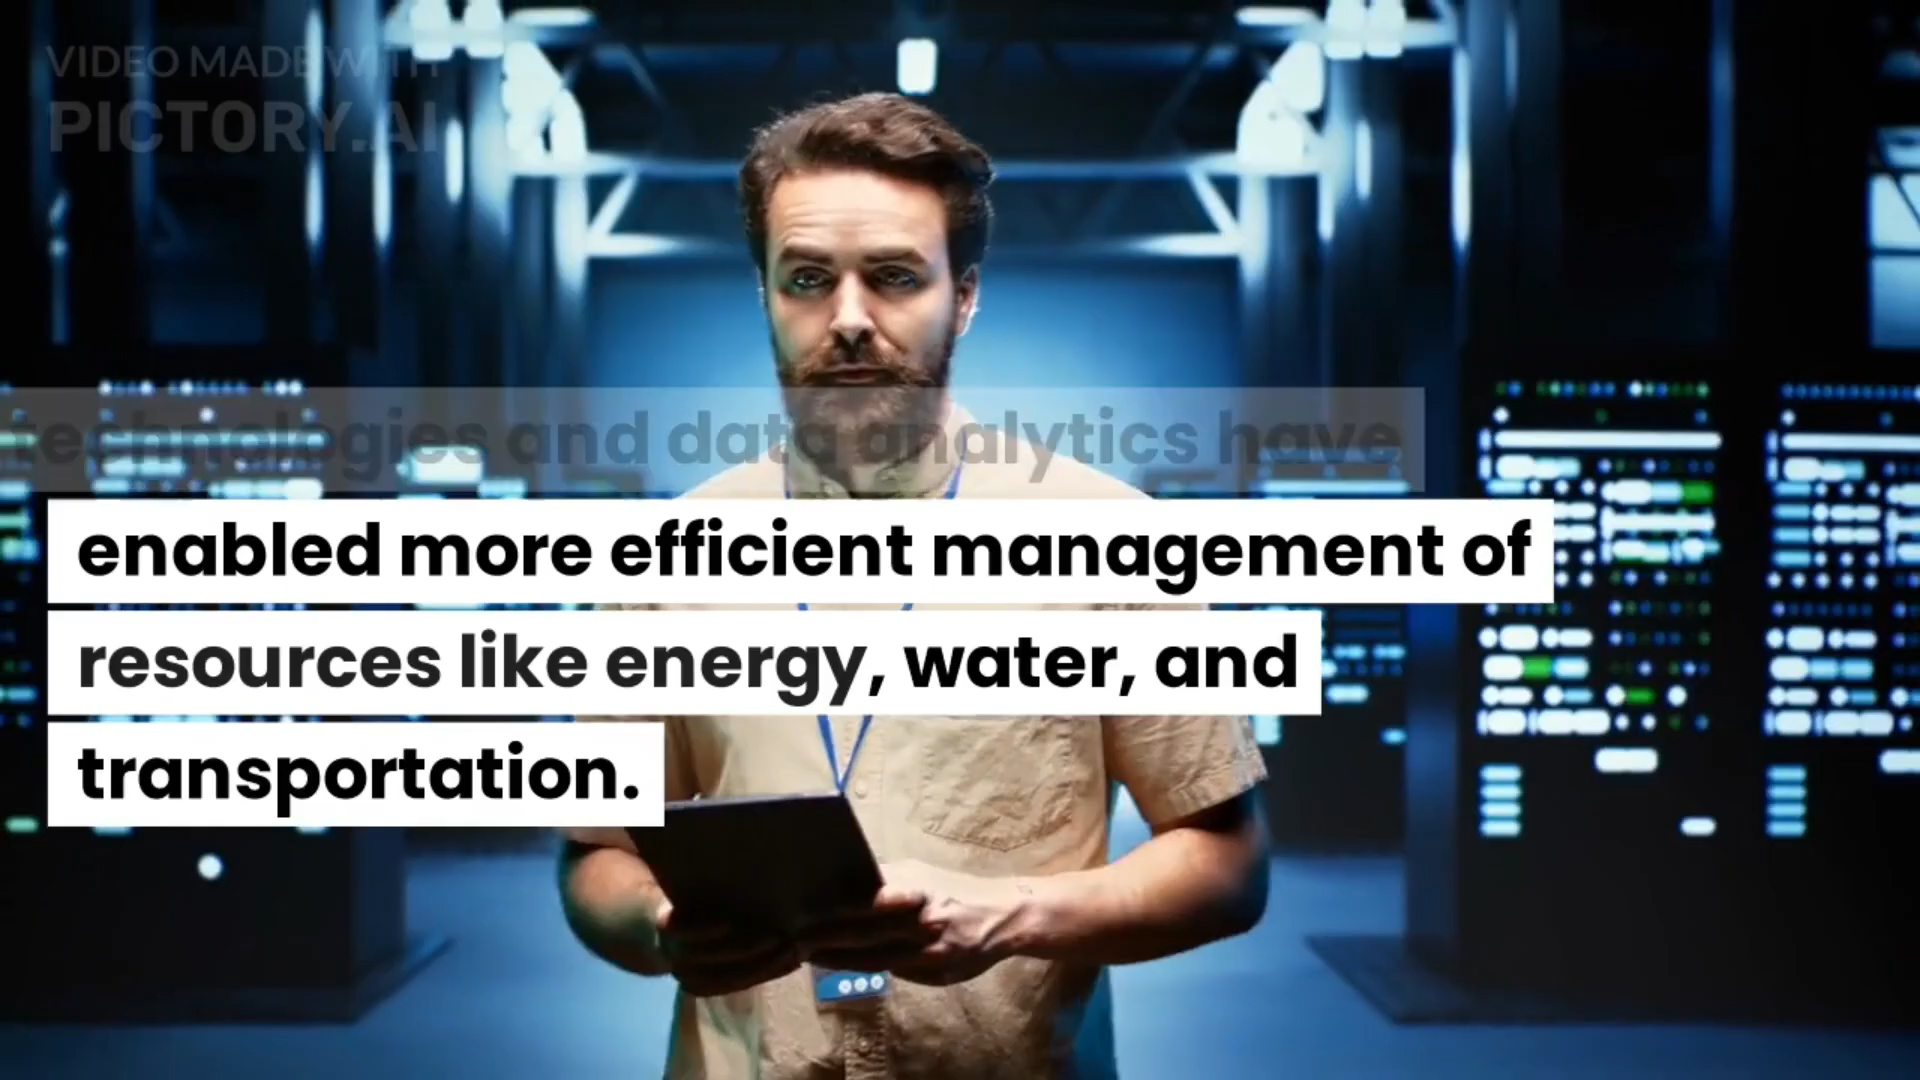 VIDEO MADE WITH
PICTORY.AI
technologies and data analytics have
enabled more efficient management of
resources like energy, water, and
transportation.